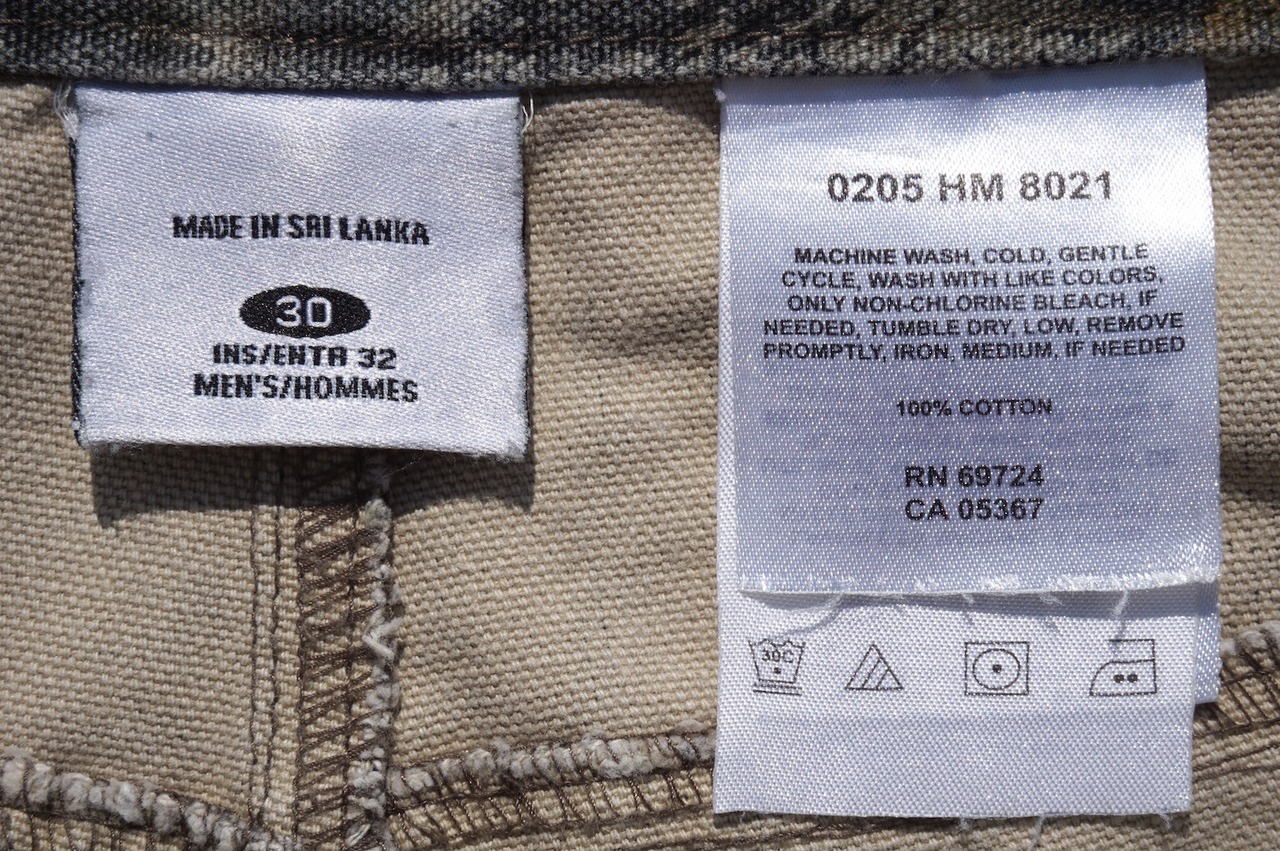 MADE IN SRI LANKA
30
INS/ENTR 32
MEN'S/HOMMES
0205 HM 8021
MACHINE WASH, COLD, GENTLE
CYCLE, WASH WITH LIKE COLORS,
ONLY NON-CHLORINE BLEACH, IF
NEEDED, TUMBLE DRY, LOW, REMOVE
PROMPTLY, IRON, MEDIUM, IF NEEDED
100% COTTON
RN 69724
CA 05367
30C